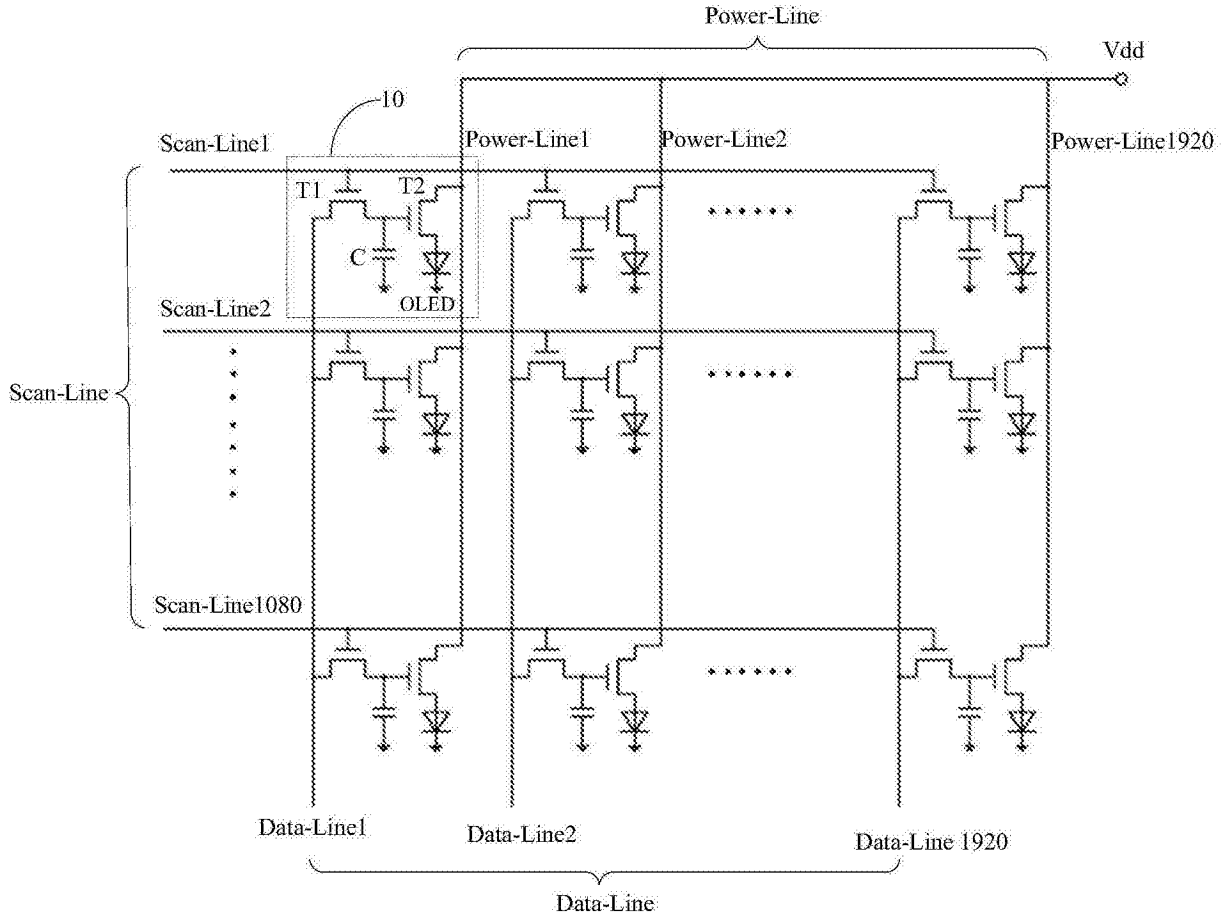 Power-Line
Vdd
10
Scan-Line1
Power-Line1
Power-Line2
Power-Line1920
T1
T2
C
OLED
Scan-Line2
Scan-Line
Scan-Line1080
Data-Line1
Data-Line2
Data-Line 1920
Data-Line